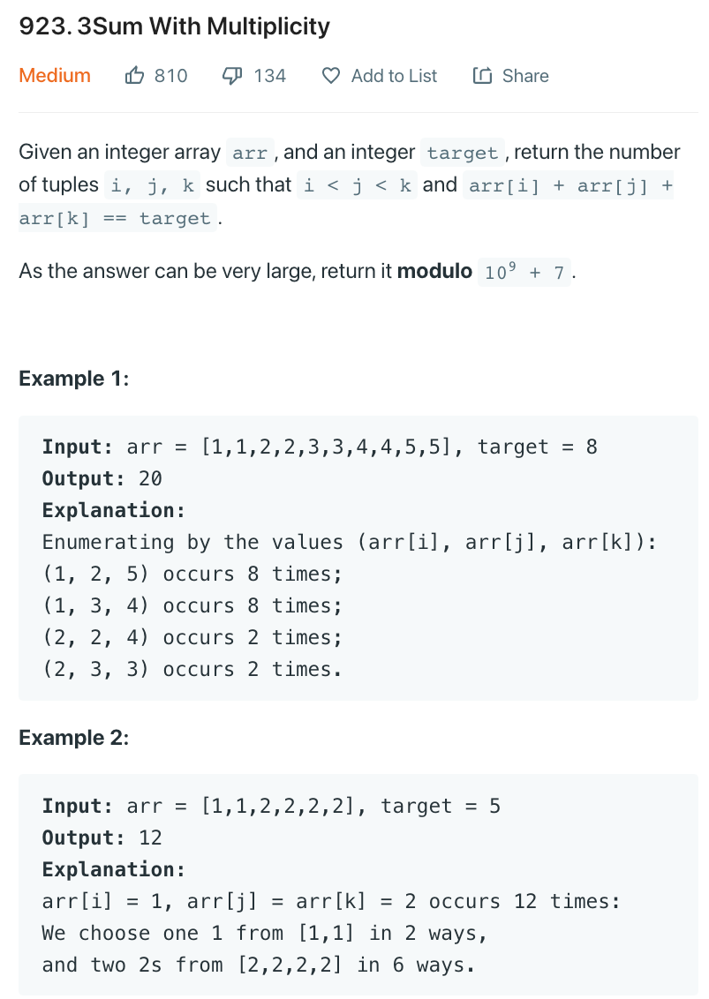 923. 3Sum With Multiplicity
Medium 810 134 Add to List Share
Given an integer array arr , and an integer target , return the number
of tuples i, j, k such that i < j < k and arr[i] + arr[j] +
arr[k] == target .
As the answer can be very large, return it modulo 10⁹ + 7 .
Example 1:
Input: arr = [1,1,2,2,3,3,4,4,5,5], target = 8
Output: 20
Explanation:
Enumerating by the values (arr[i], arr[j], arr[k]):
(1, 2, 5) occurs 8 times;
(1, 3, 4) occurs 8 times;
(2, 2, 4) occurs 2 times;
(2, 3, 3) occurs 2 times.
Example 2:
Input: arr = [1,1,2,2,2,2], target = 5
Output: 12
Explanation:
arr[i] = 1, arr[j] = arr[k] = 2 occurs 12 times:
We choose one 1 from [1,1] in 2 ways,
and two 2s from [2,2,2,2] in 6 ways.